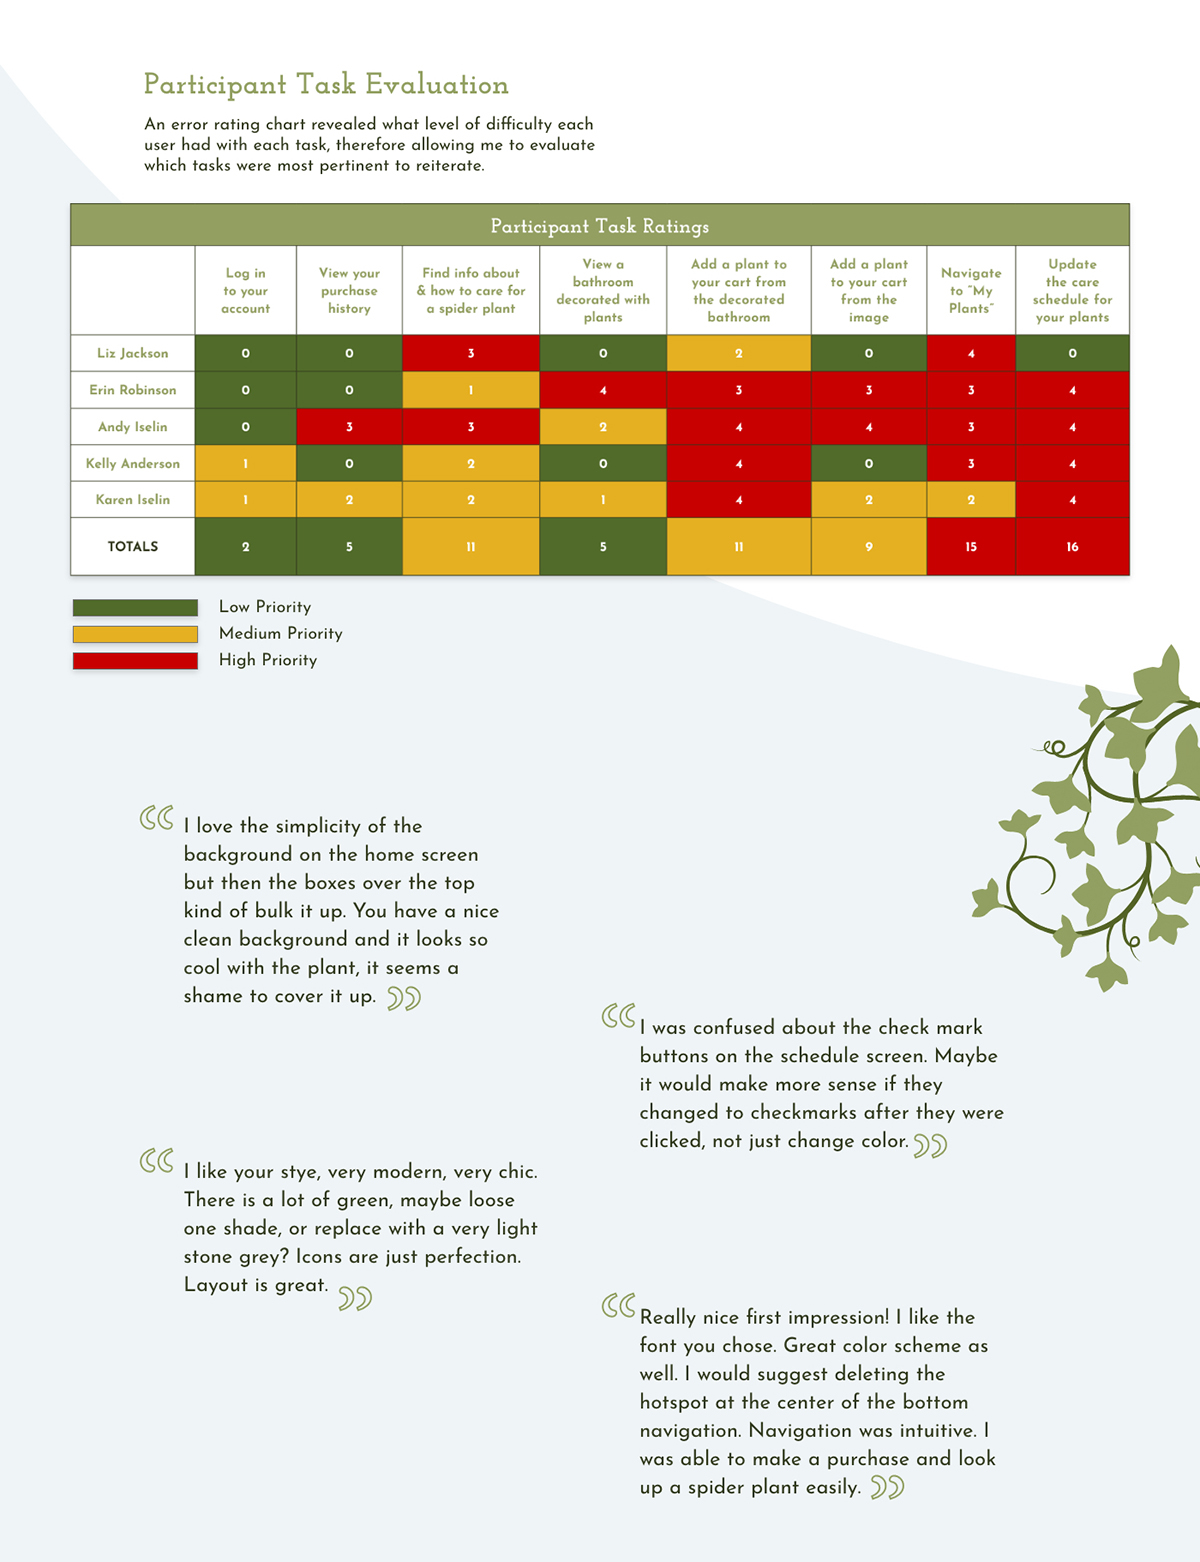 Participant Task Evaluation
An error rating chart revealed what level of difficulty each
user had with each task, therefore allowing me to evaluate
which tasks were most pertinent to reiterate.
Participant Task Ratings
Log in
to your
account
View your
purchase
history
Find info about
& how to care for
a spider plant
View a
bathroom
decorated with
plants
Add a plant to
your cart from
the decorated
bathroom
Add a plant
to your cart
from the
image
Navigate
to "My
Plants"
Update
the care
schedule for
your plants
Liz Jackson 0 0 3 0 2 0 4 0
Erin Robinson 0 0 1 4 3 3 3 4
Andy Iselin 0 3 3 2 4 4 3 4
Kelly Anderson 1 0 2 0 4 0 3 4
Karen Iselin 1 2 2 1 4 2 2 4
TOTALS 2 5 11 5 11 9 15 16
Low Priority
Medium Priority
High Priority
“I love the simplicity of the
background on the home screen
but then the boxes over the top
kind of bulk it up. You have a nice
clean background and it looks so
cool with the plant, it seems a
shame to cover it up.”
“I was confused about the check mark
buttons on the schedule screen. Maybe
it would make more sense if they
changed to checkmarks after they were
clicked, not just change color.”
“I like your stye, very modern, very chic.
There is a lot of green, maybe loose
one shade, or replace with a very light
stone grey? Icons are just perfection.
Layout is great.”
“Really nice first impression! I like the
font you chose. Great color scheme as
well. I would suggest deleting the
hotspot at the center of the bottom
navigation. Navigation was intuitive. I
was able to make a purchase and look
up a spider plant easily.”